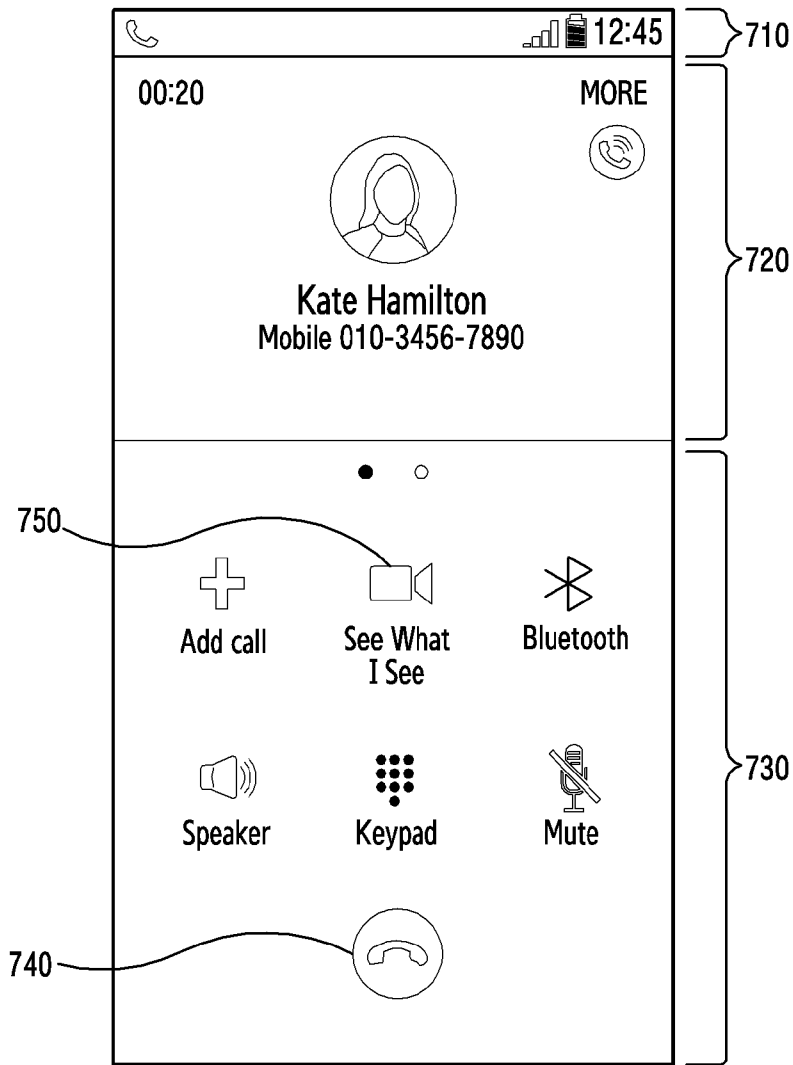 12:45
710
00:20
MORE
720
Kate Hamilton
Mobile 010-3456-7890
750
Add call
See What
I See
Bluetooth
730
Speaker
Keypad
Mute
740